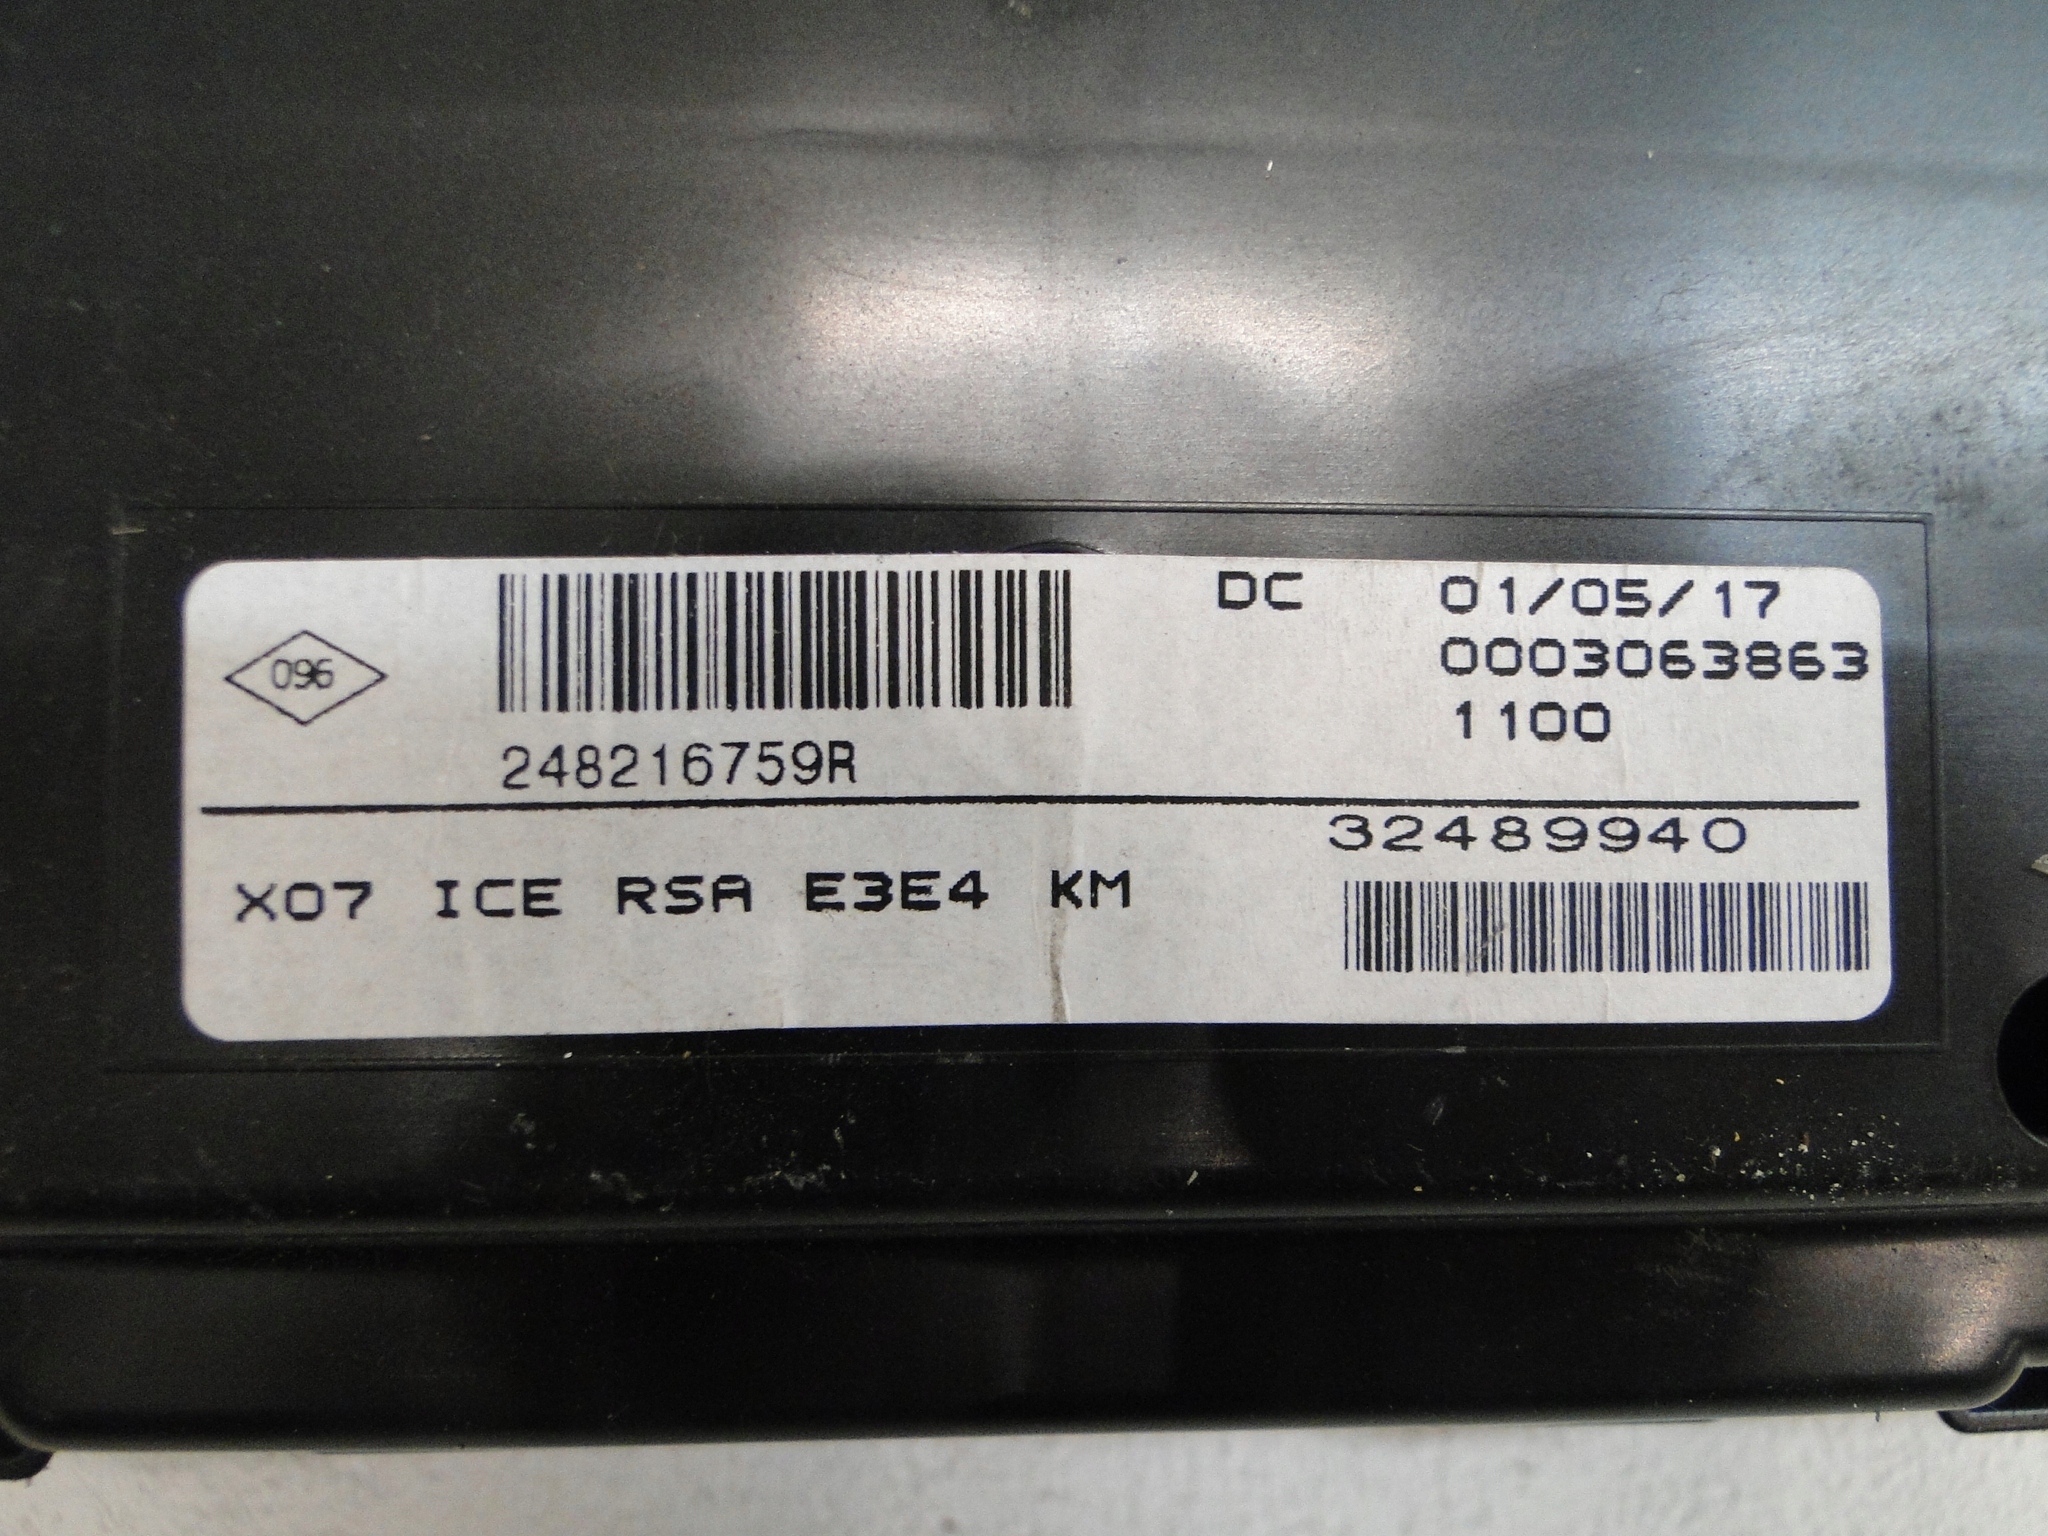 096
248216759R
DC 01/05/17
0003063863
1100
32489940
X07 ICE RSA E3E4 KM